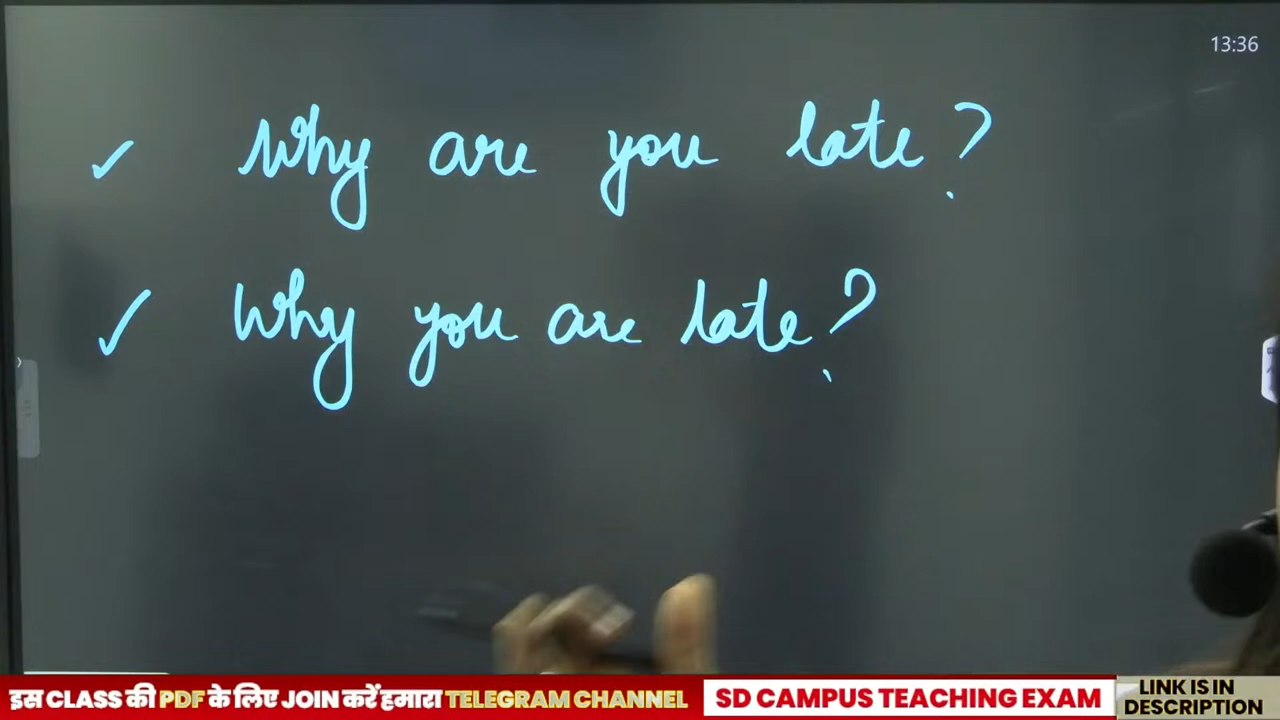 13:36
✓ Why are you late?
✓ Why you are late?
इस CLASS की PDF के लिए JOIN करें हमारा TELEGRAM CHANNEL
SD CAMPUS TEACHING EXAM
LINK IS IN
DESCRIPTION